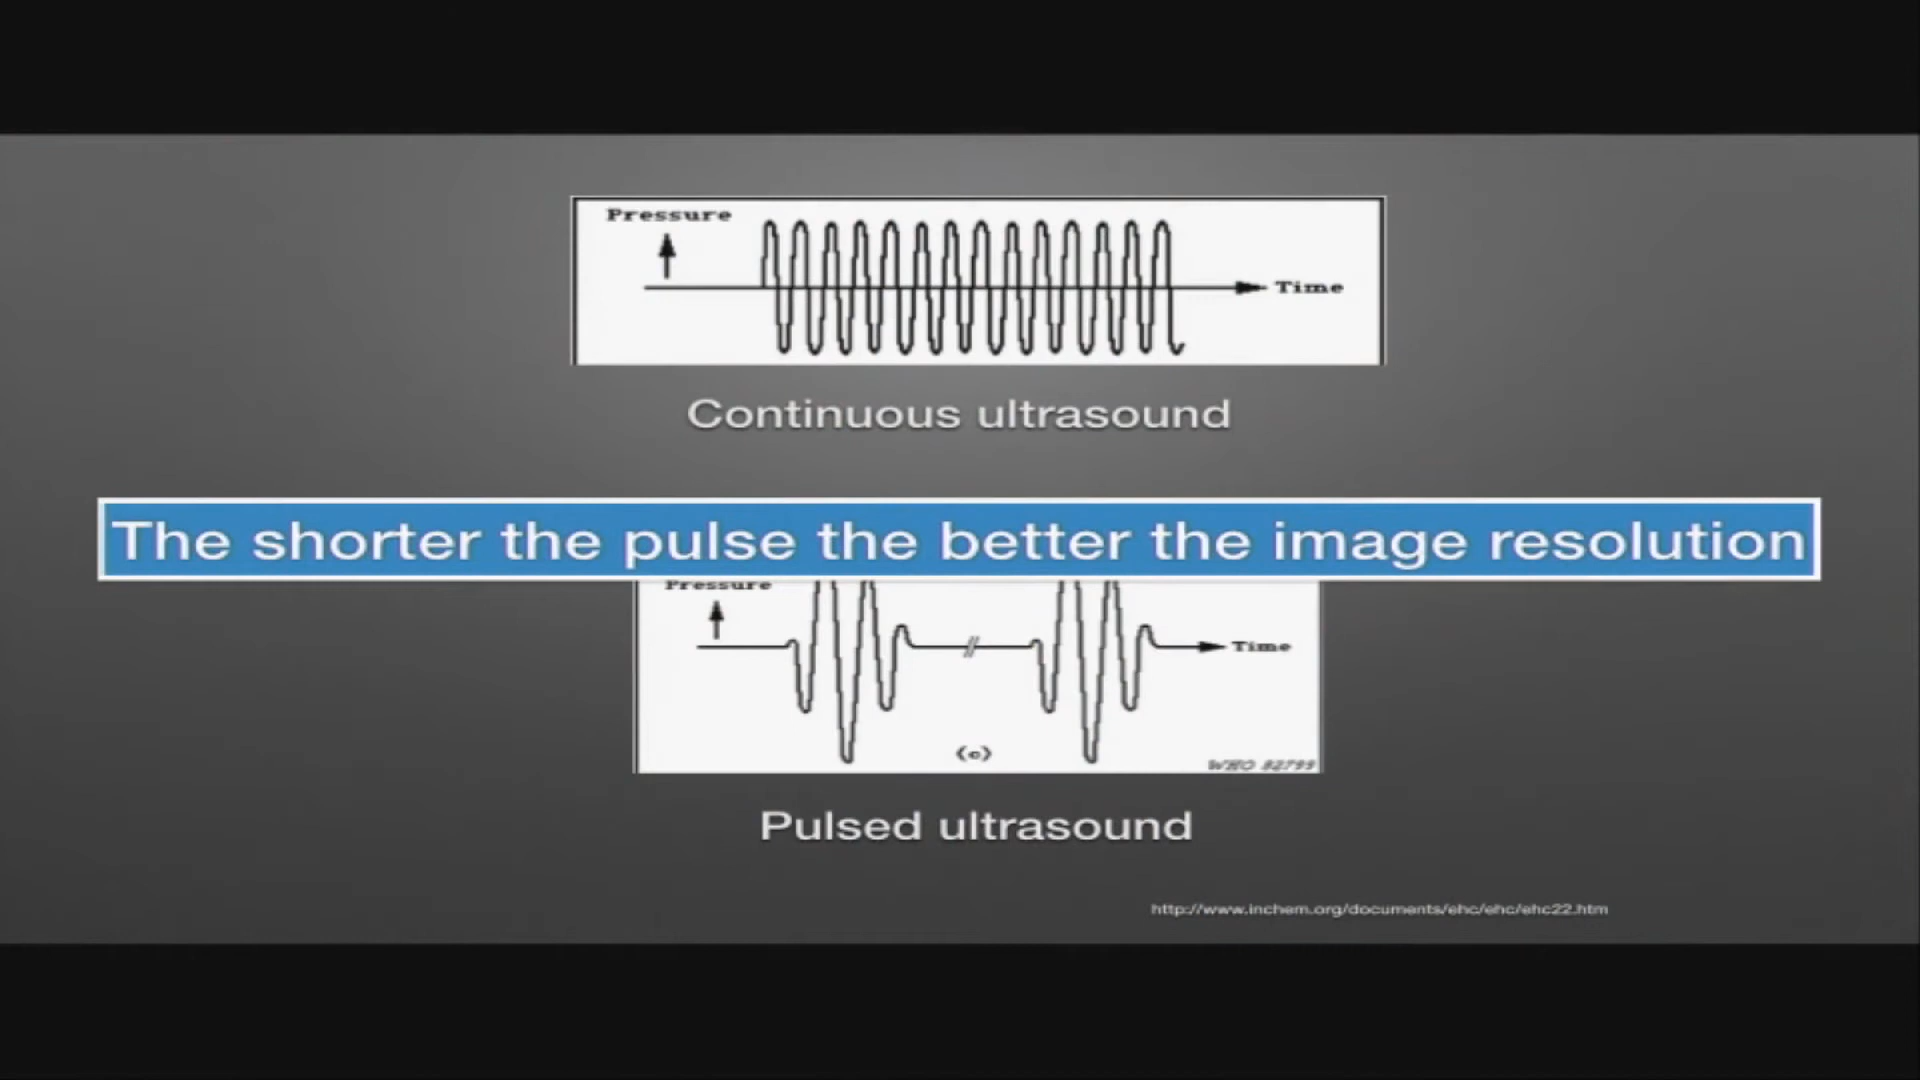 Pressure
Time
Continuous ultrasound
The shorter the pulse the better the image resolution
Pressure
Time
(c)
WHO 82799
Pulsed ultrasound
http://www.inchem.org/documents/ehc/ehc/ehc22.htm